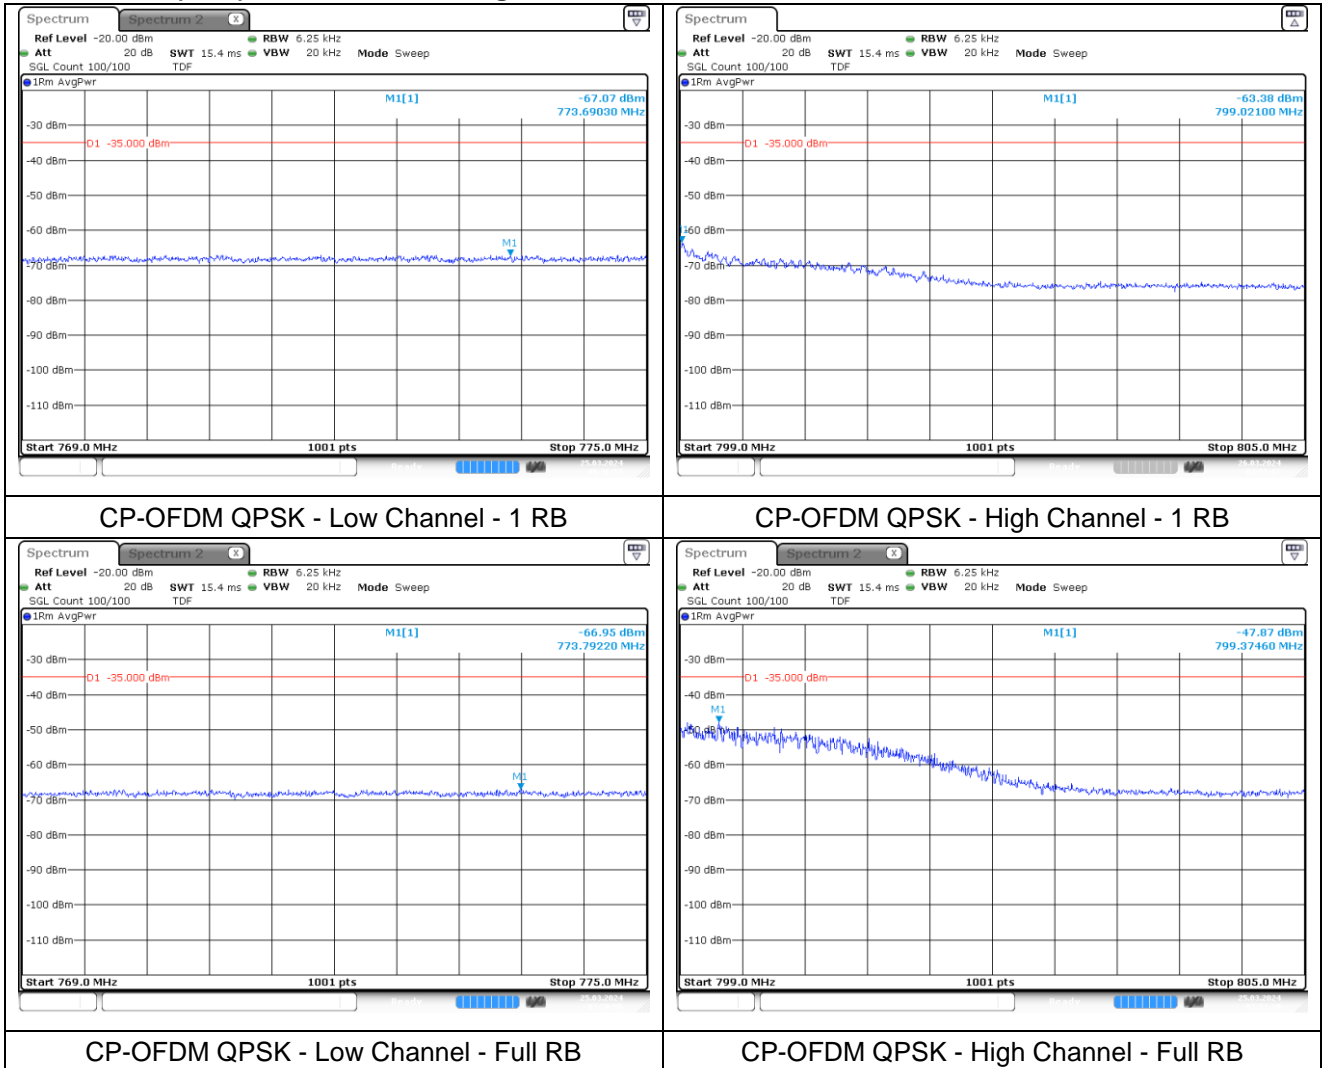 Spectrum
Spectrum 2 X
Ref Level -20.00 dBm RBW 6.25 kHz
Att 20 dB SWT 15.4 ms VBW 20 kHz Mode Sweep
SGL Count 100/100 TDF
1Rm AvgPwr
M1[1] -67.07 dBm
773.69030 MHz
-30 dBm
D1 -35.000 dBm
-40 dBm
-50 dBm
-60 dBm
M1
-70 dBm
-80 dBm
-90 dBm
-100 dBm
-110 dBm
Start 769.0 MHz 1001 pts Stop 775.0 MHz
Ready
25.03.2024
CP-OFDM QPSK - Low Channel - 1 RB
Spectrum
Ref Level -20.00 dBm RBW 6.25 kHz
Att 20 dB SWT 15.4 ms VBW 20 kHz Mode Sweep
SGL Count 100/100 TDF
1Rm AvgPwr
M1[1] -63.38 dBm
799.02100 MHz
-30 dBm
D1 -35.000 dBm
-40 dBm
-50 dBm
-60 dBm
-70 dBm
-80 dBm
-90 dBm
-100 dBm
-110 dBm
Start 799.0 MHz 1001 pts Stop 805.0 MHz
CP-OFDM QPSK - High Channel - 1 RB
Spectrum
Spectrum 2 X
Ref Level -20.00 dBm RBW 6.25 kHz
Att 20 dB SWT 15.4 ms VBW 20 kHz Mode Sweep
SGL Count 100/100 TDF
1Rm AvgPwr
M1[1] -66.95 dBm
773.79220 MHz
-30 dBm
D1 -35.000 dBm
-40 dBm
-50 dBm
-60 dBm
M1
-70 dBm
-80 dBm
-90 dBm
-100 dBm
-110 dBm
Start 769.0 MHz 1001 pts Stop 775.0 MHz
Ready
25.03.2024
CP-OFDM QPSK - Low Channel - Full RB
Spectrum
Spectrum 2 X
Ref Level -20.00 dBm RBW 6.25 kHz
Att 20 dB SWT 15.4 ms VBW 20 kHz Mode Sweep
SGL Count 100/100 TDF
1Rm AvgPwr
M1[1] -47.87 dBm
799.37460 MHz
-30 dBm
D1 -35.000 dBm
-40 dBm
M1
-50 dBm
-60 dBm
-70 dBm
-80 dBm
-90 dBm
-100 dBm
-110 dBm
Start 799.0 MHz 1001 pts Stop 805.0 MHz
Ready
25.03.2024
CP-OFDM QPSK - High Channel - Full RB